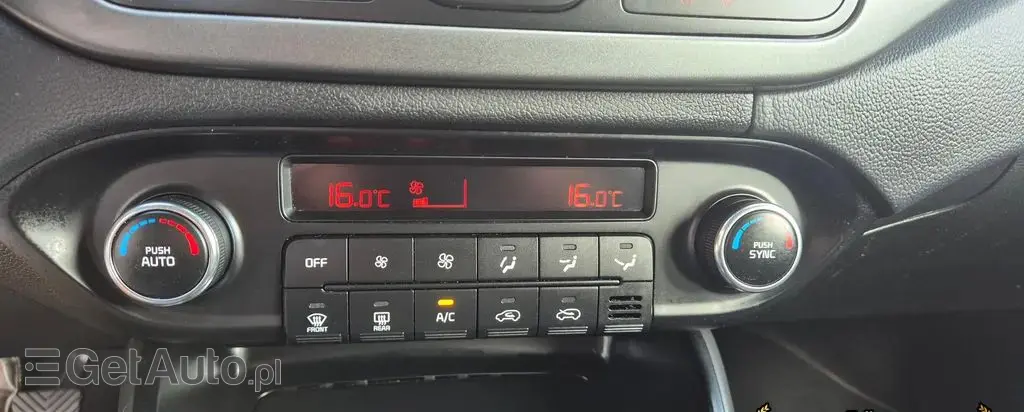 16.0°C 16.0°C
PUSH
AUTO
OFF
PUSH
SYNC
FRONT
REAR
A/C
GetAuto.pl